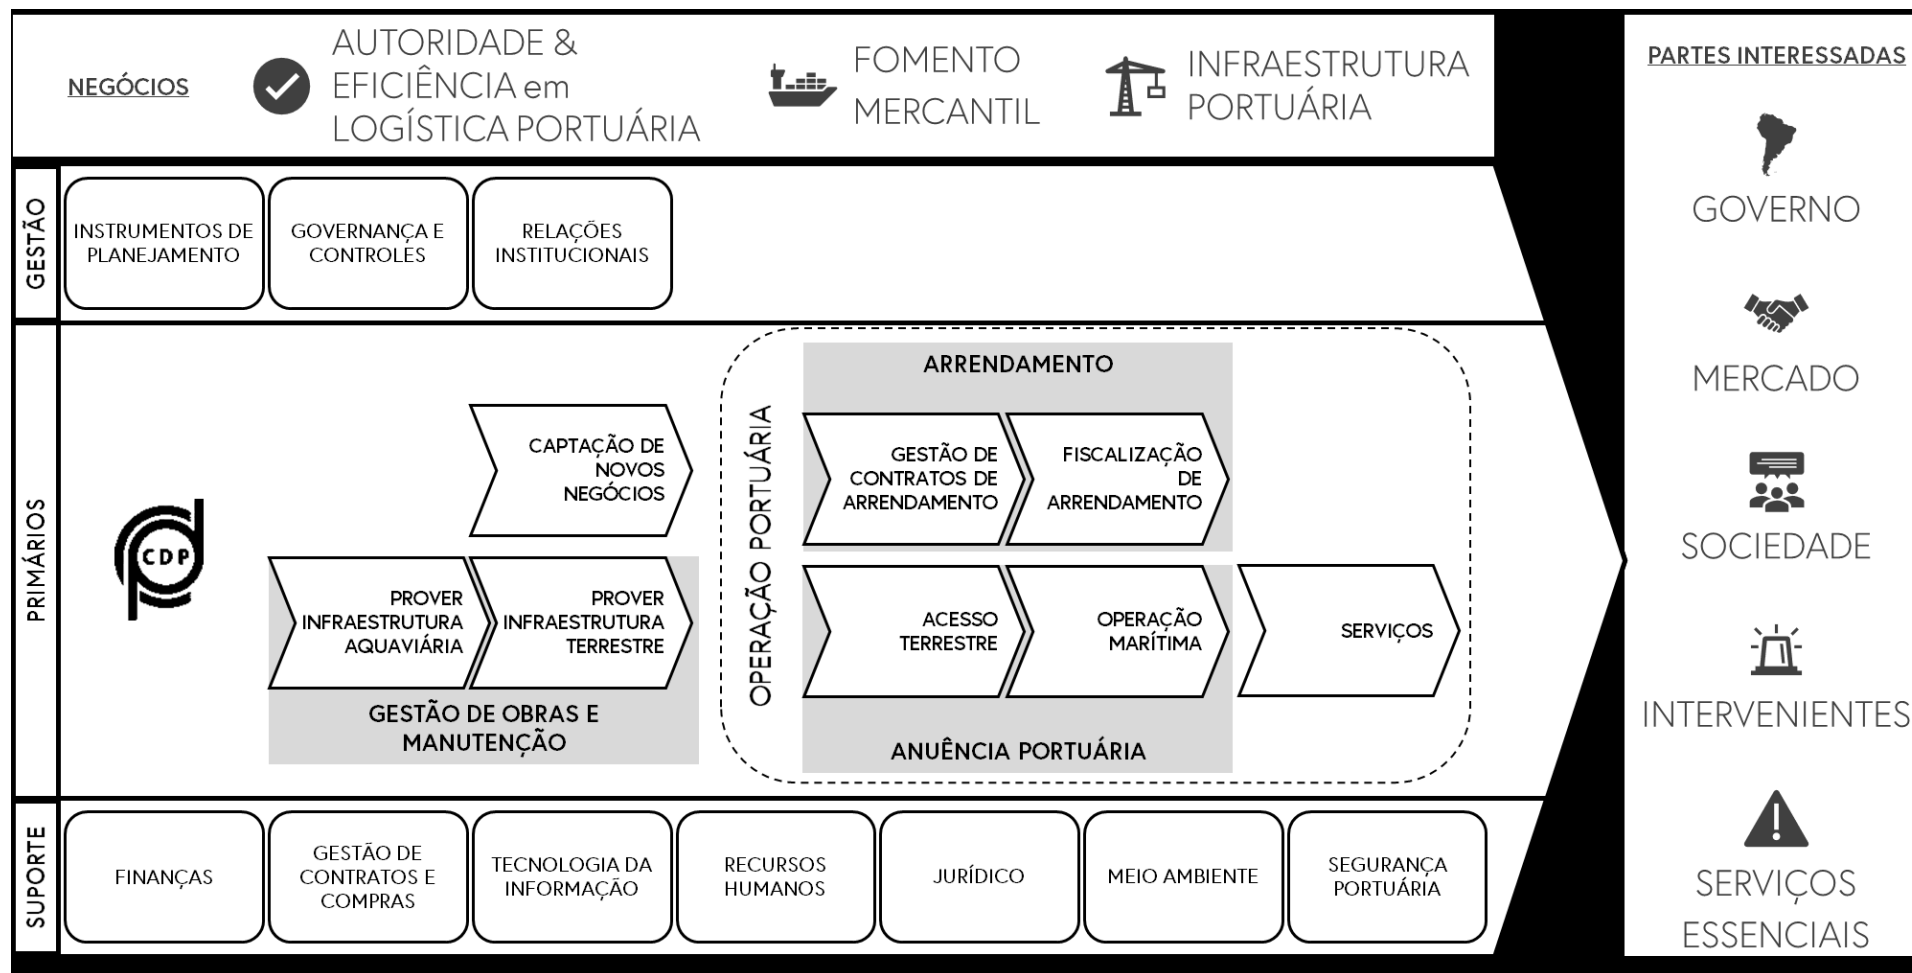 NEGÓCIOS
AUTORIDADE &
EFICIÊNCIA em
LOGÍSTICA PORTUÁRIA
FOMENTO
MERCANTIL
INFRAESTRUTURA
PORTUÁRIA
GESTÃO
INSTRUMENTOS DE
PLANEJAMENTO
GOVERNANÇA E
CONTROLES
RELAÇÕES
INSTITUCIONAIS
PRIMÁRIOS
CDP
CAPTAÇÃO DE
NOVOS
NEGÓCIOS
PROVER
INFRAESTRUTURA
AQUAVIÁRIA
PROVER
INFRAESTRUTURA
TERRESTRE
GESTÃO DE OBRAS E
MANUTENÇÃO
OPERAÇÃO PORTUÁRIA
ARRENDAMENTO
GESTÃO DE
CONTRATOS DE
ARRENDAMENTO
FISCALIZAÇÃO
DE
ARRENDAMENTO
ACESSO
TERRESTRE
OPERAÇÃO
MARÍTIMA
ANUÊNCIA PORTUÁRIA
SERVIÇOS
SUPORTE
FINANÇAS
GESTÃO DE
CONTRATOS E
COMPRAS
TECNOLOGIA DA
INFORMAÇÃO
RECURSOS
HUMANOS
JURÍDICO
MEIO AMBIENTE
SEGURANÇA
PORTUÁRIA
PARTES INTERESSADAS
GOVERNO
MERCADO
SOCIEDADE
INTERVENIENTES
SERVIÇOS
ESSENCIAIS